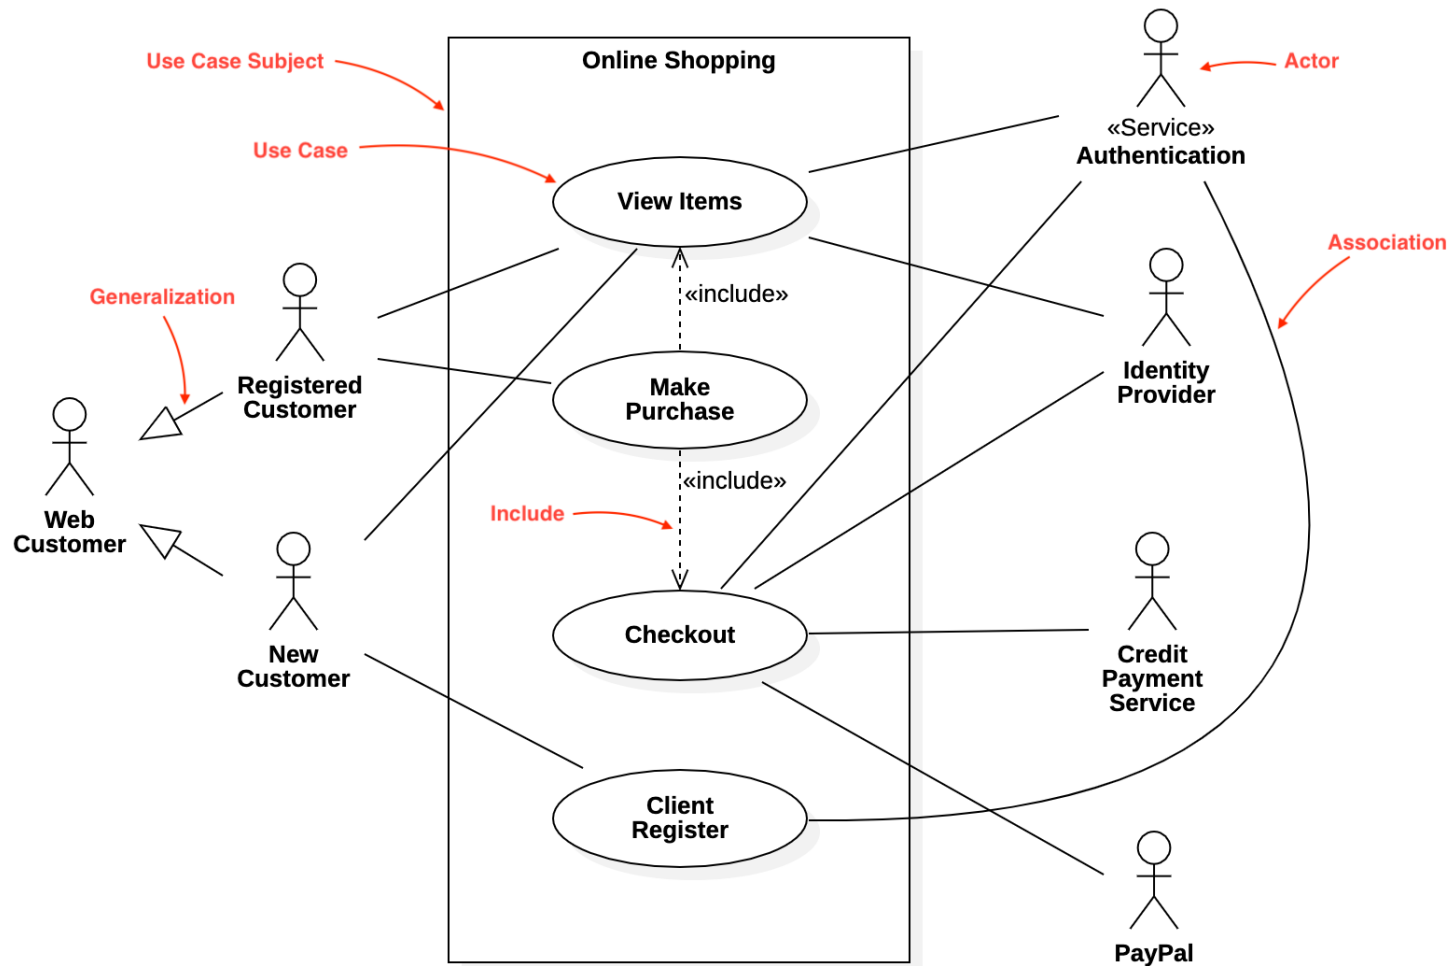 Use Case Subject
Online Shopping
Actor
«Service»
Authentication
Use Case
View Items
Association
Generalization
«include»
Registered
Customer
Make
Purchase
Identity
Provider
«include»
Include
Web
Customer
Checkout
New
Customer
Credit
Payment
Service
Client
Register
PayPal